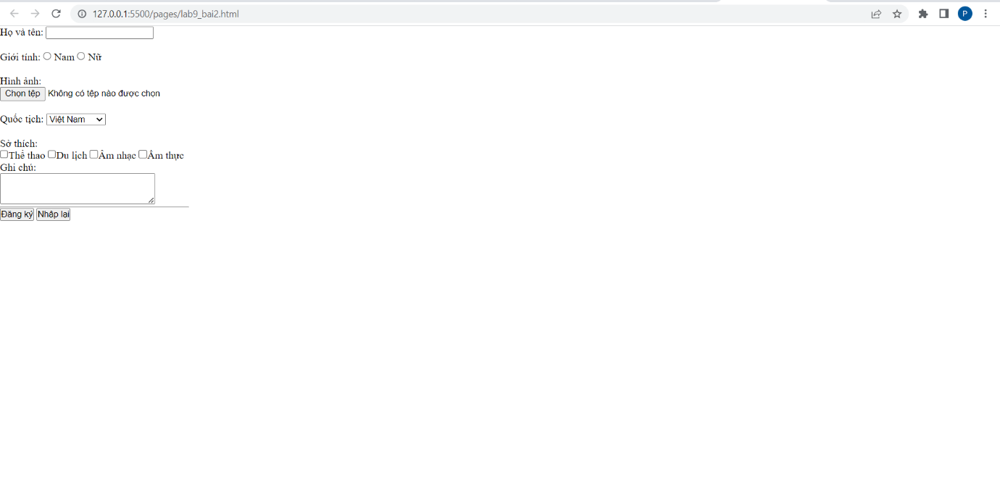 127.0.0.1:5500/pages/lab9_bai2.html
P
Họ và tên:
Giới tính: Nam Nữ
Hình ảnh:
Chọn tệp Không có tệp nào được chọn
Quốc tịch: Việt Nam
Sở thích:
Thể thao Du lịch Âm nhạc Âm thực
Ghi chú:
Đăng ký Nhập lại